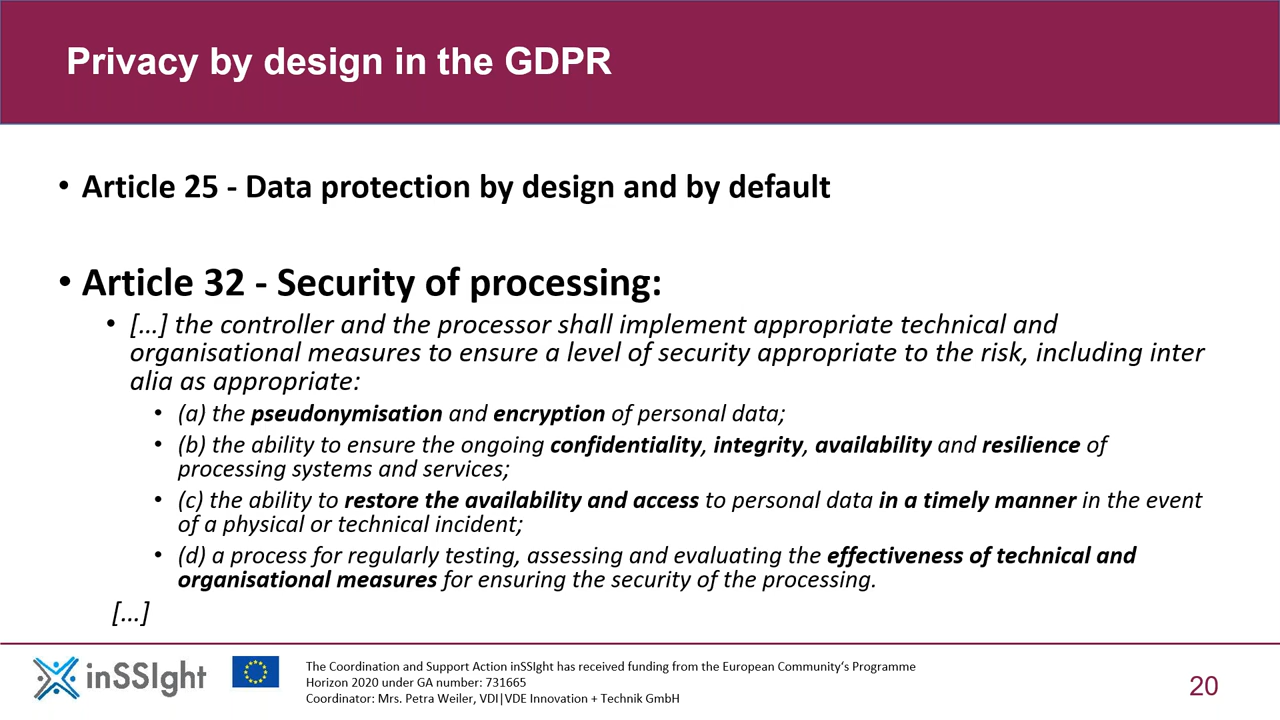 Privacy by design in the GDPR
• Article 25 - Data protection by design and by default
• Article 32 - Security of processing:
• […] the controller and the processor shall implement appropriate technical and
organisational measures to ensure a level of security appropriate to the risk, including inter
alia as appropriate:
• (a) the pseudonymisation and encryption of personal data;
• (b) the ability to ensure the ongoing confidentiality, integrity, availability and resilience of
processing systems and services;
• (c) the ability to restore the availability and access to personal data in a timely manner in the event
of a physical or technical incident;
• (d) a process for regularly testing, assessing and evaluating the effectiveness of technical and
organisational measures for ensuring the security of the processing.
[…]
inSSIght
The Coordination and Support Action inSSIght has received funding from the European Community’s Programme
Horizon 2020 under GA number: 731665
Coordinator: Mrs. Petra Weiler, VDI|VDE Innovation + Technik GmbH
20